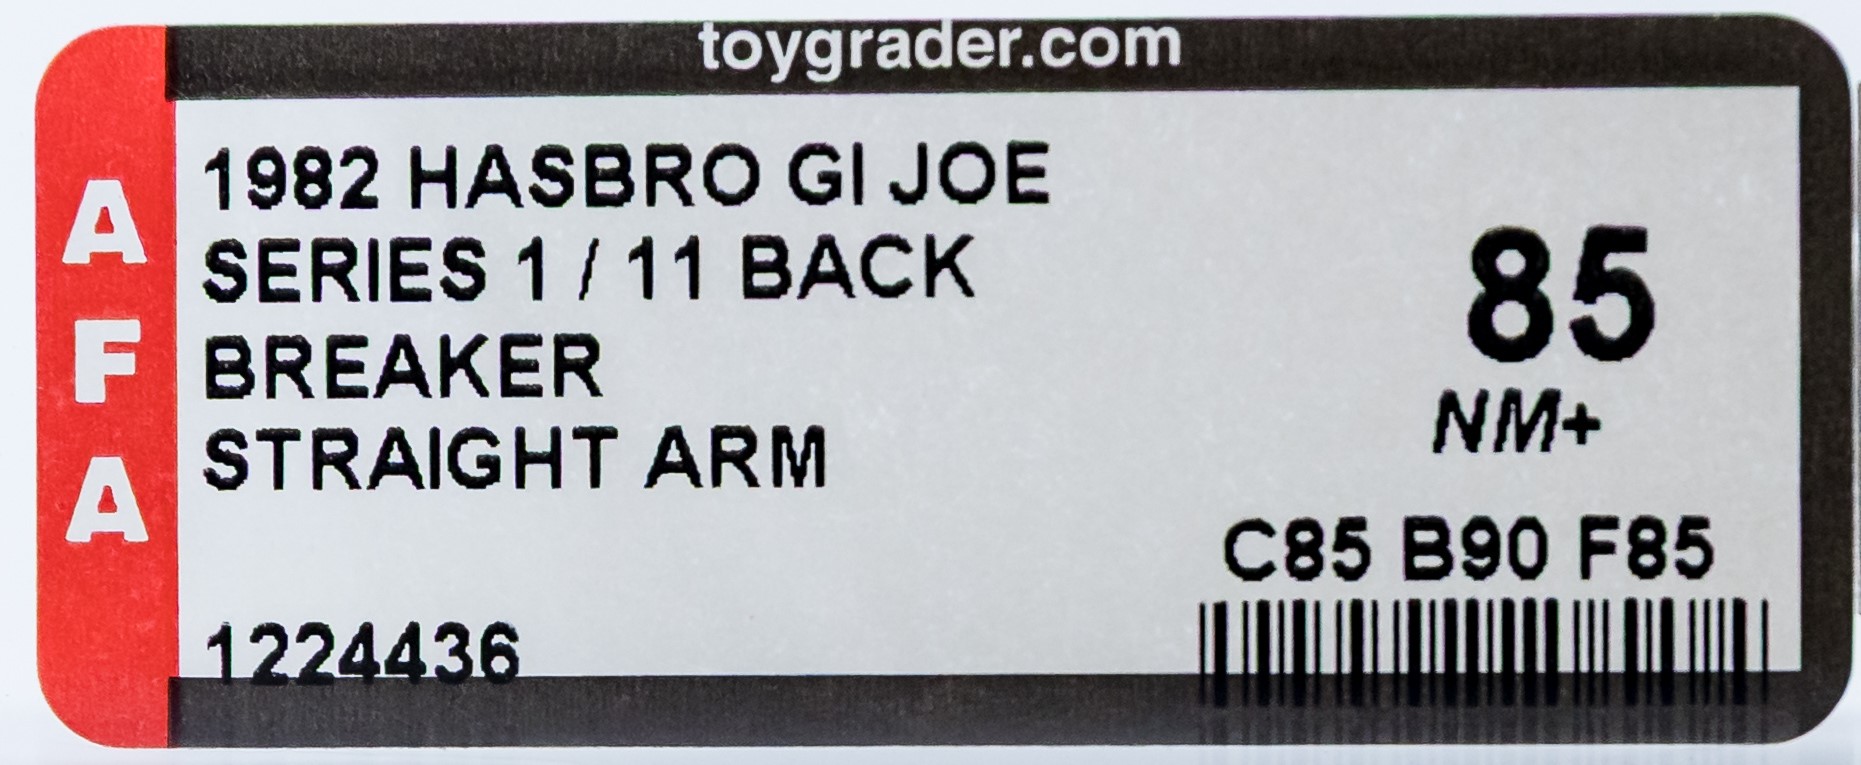 toygrader.com
AFA
1982 HASBRO GI JOE
SERIES 1 / 11 BACK
BREAKER
STRAIGHT ARM
85
NM+
C85 B90 F85
1224436